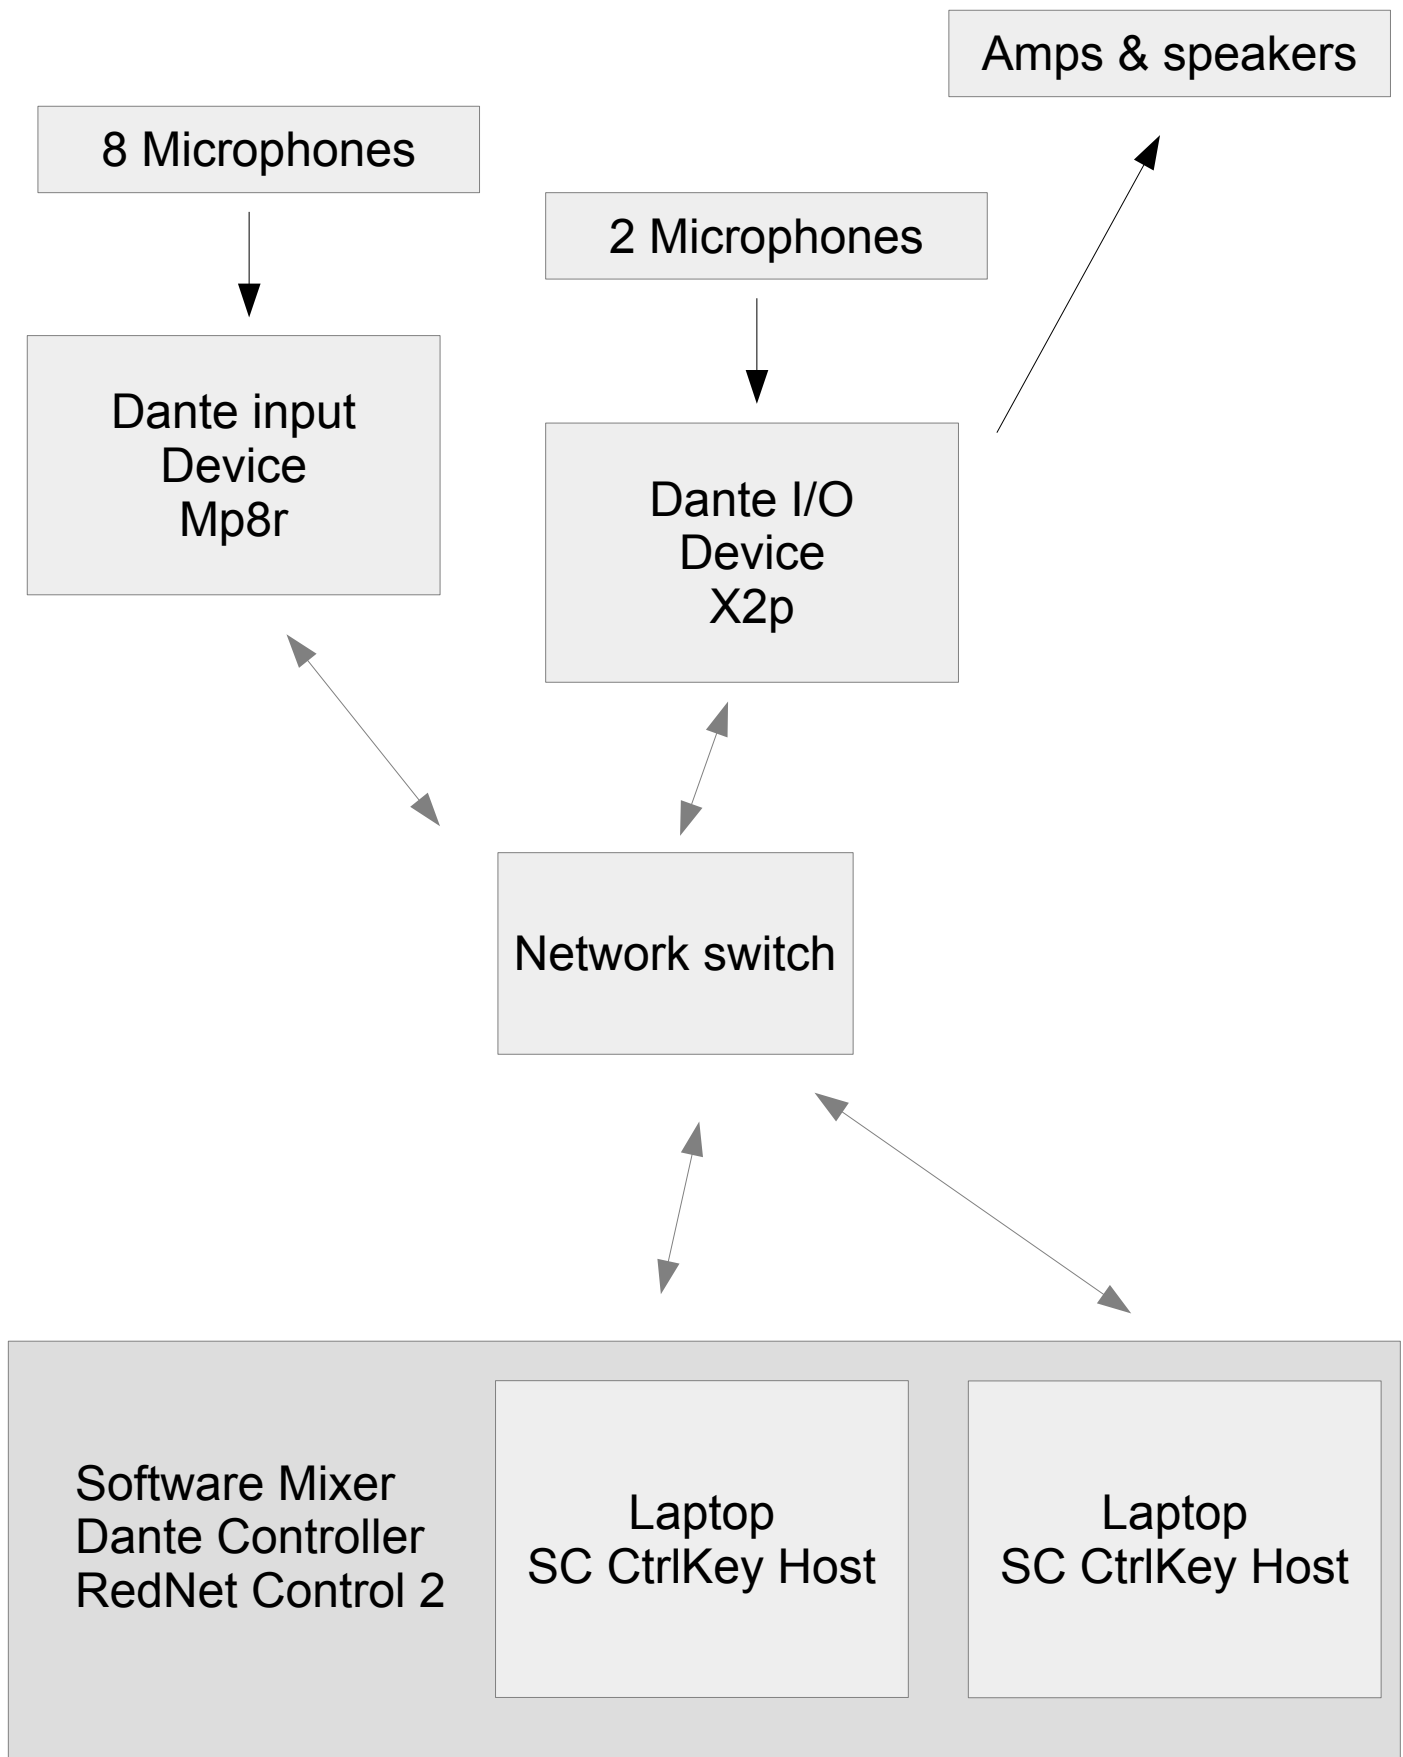 Amps & speakers
8 Microphones
2 Microphones
Dante input
Device
Mp8r
Dante I/O
Device
X2p
Network switch
Software Mixer
Dante Controller
RedNet Control 2
Laptop
SC CtrlKey Host
Laptop
SC CtrlKey Host